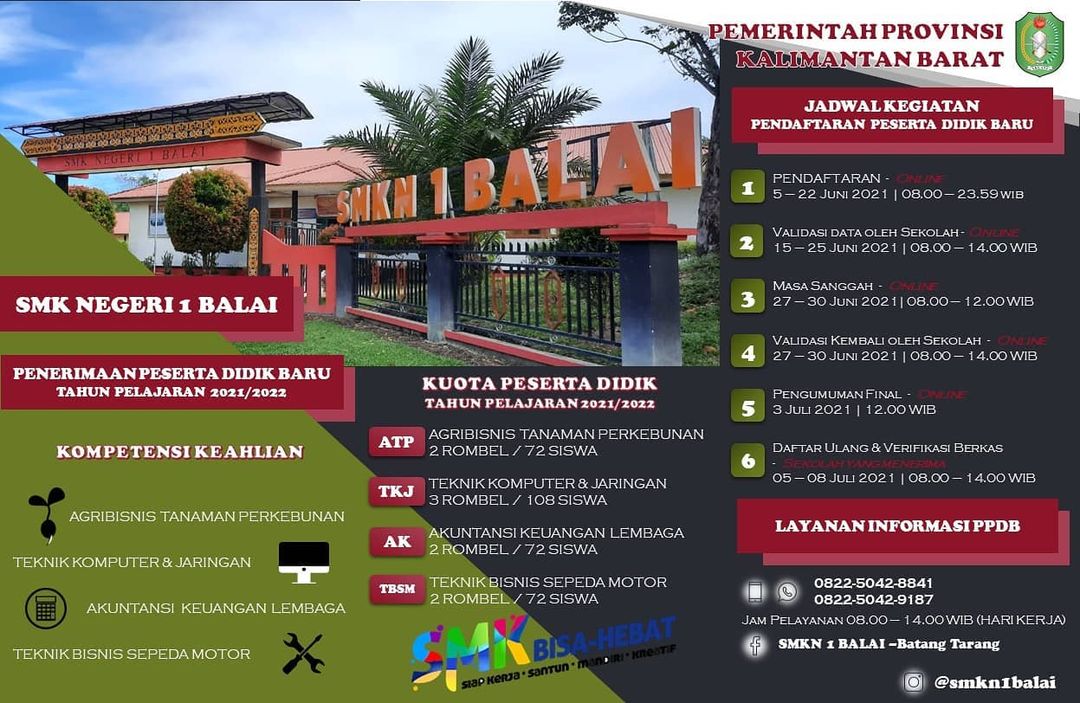 SMK NEGERI 1 BALAI
SMKN 1 BALAI
SMK NEGERI 1 BALAI
PENERIMAAN PESERTA DIDIK BARU
TAHUN PELAJARAN 2021/2022
KOMPETENSI KEAHLIAN
AGRIBISNIS TANAMAN PERKEBUNAN
TEKNIK KOMPUTER & JARINGAN
AKUNTANSI KEUANGAN LEMBAGA
TEKNIK BISNIS SEPEDA MOTOR
KUOTA PESERTA DIDIK
TAHUN PELAJARAN 2021/2022
ATP AGRIBISNIS TANAMAN PERKEBUNAN
2 ROMBEL / 72 SISWA
TKJ TEKNIK KOMPUTER & JARINGAN
3 ROMBEL / 108 SISWA
AK AKUNTANSI KEUANGAN LEMBAGA
2 ROMBEL / 72 SISWA
TBSM TEKNIK BISNIS SEPEDA MOTOR
2 ROMBEL / 72 SISWA
SMK BISA-HEBAT
SIAP KERJA • SANTUN • MANDIRI • KREATIF
PEMERINTAH PROVINSI
KALIMANTAN BARAT
JADWAL KEGIATAN
PENDAFTARAN PESERTA DIDIK BARU
1 PENDAFTARAN - ONLINE
5 – 22 JUNI 2021 | 08.00 – 23.59 WIB
2 VALIDASI DATA OLEH SEKOLAH - ONLINE
15 – 25 JUNI 2021 | 08.00 – 14.00 WIB
3 MASA SANGGAH - ONLINE
27 – 30 JUNI 2021| 08.00 – 12.00 WIB
4 VALIDASI KEMBALI OLEH SEKOLAH - ONLINE
27 – 30 JUNI 2021 | 08.00 – 14.00 WIB
5 PENGUMUMAN FINAL - ONLINE
3 JULI 2021 | 12.00 WIB
6 DAFTAR ULANG & VERIFIKASI BERKAS
- SEKOLAH YANG MENERIMA
05 – 08 JULI 2021 | 08.00 – 14.00 WIB
LAYANAN INFORMASI PPDB
0822-5042-8841
0822-5042-9187
JAM PELAYANAN 08.00 – 14.00 WIB (HARI KERJA)
SMKN 1 BALAI –Batang Tarang
@smkn1balai